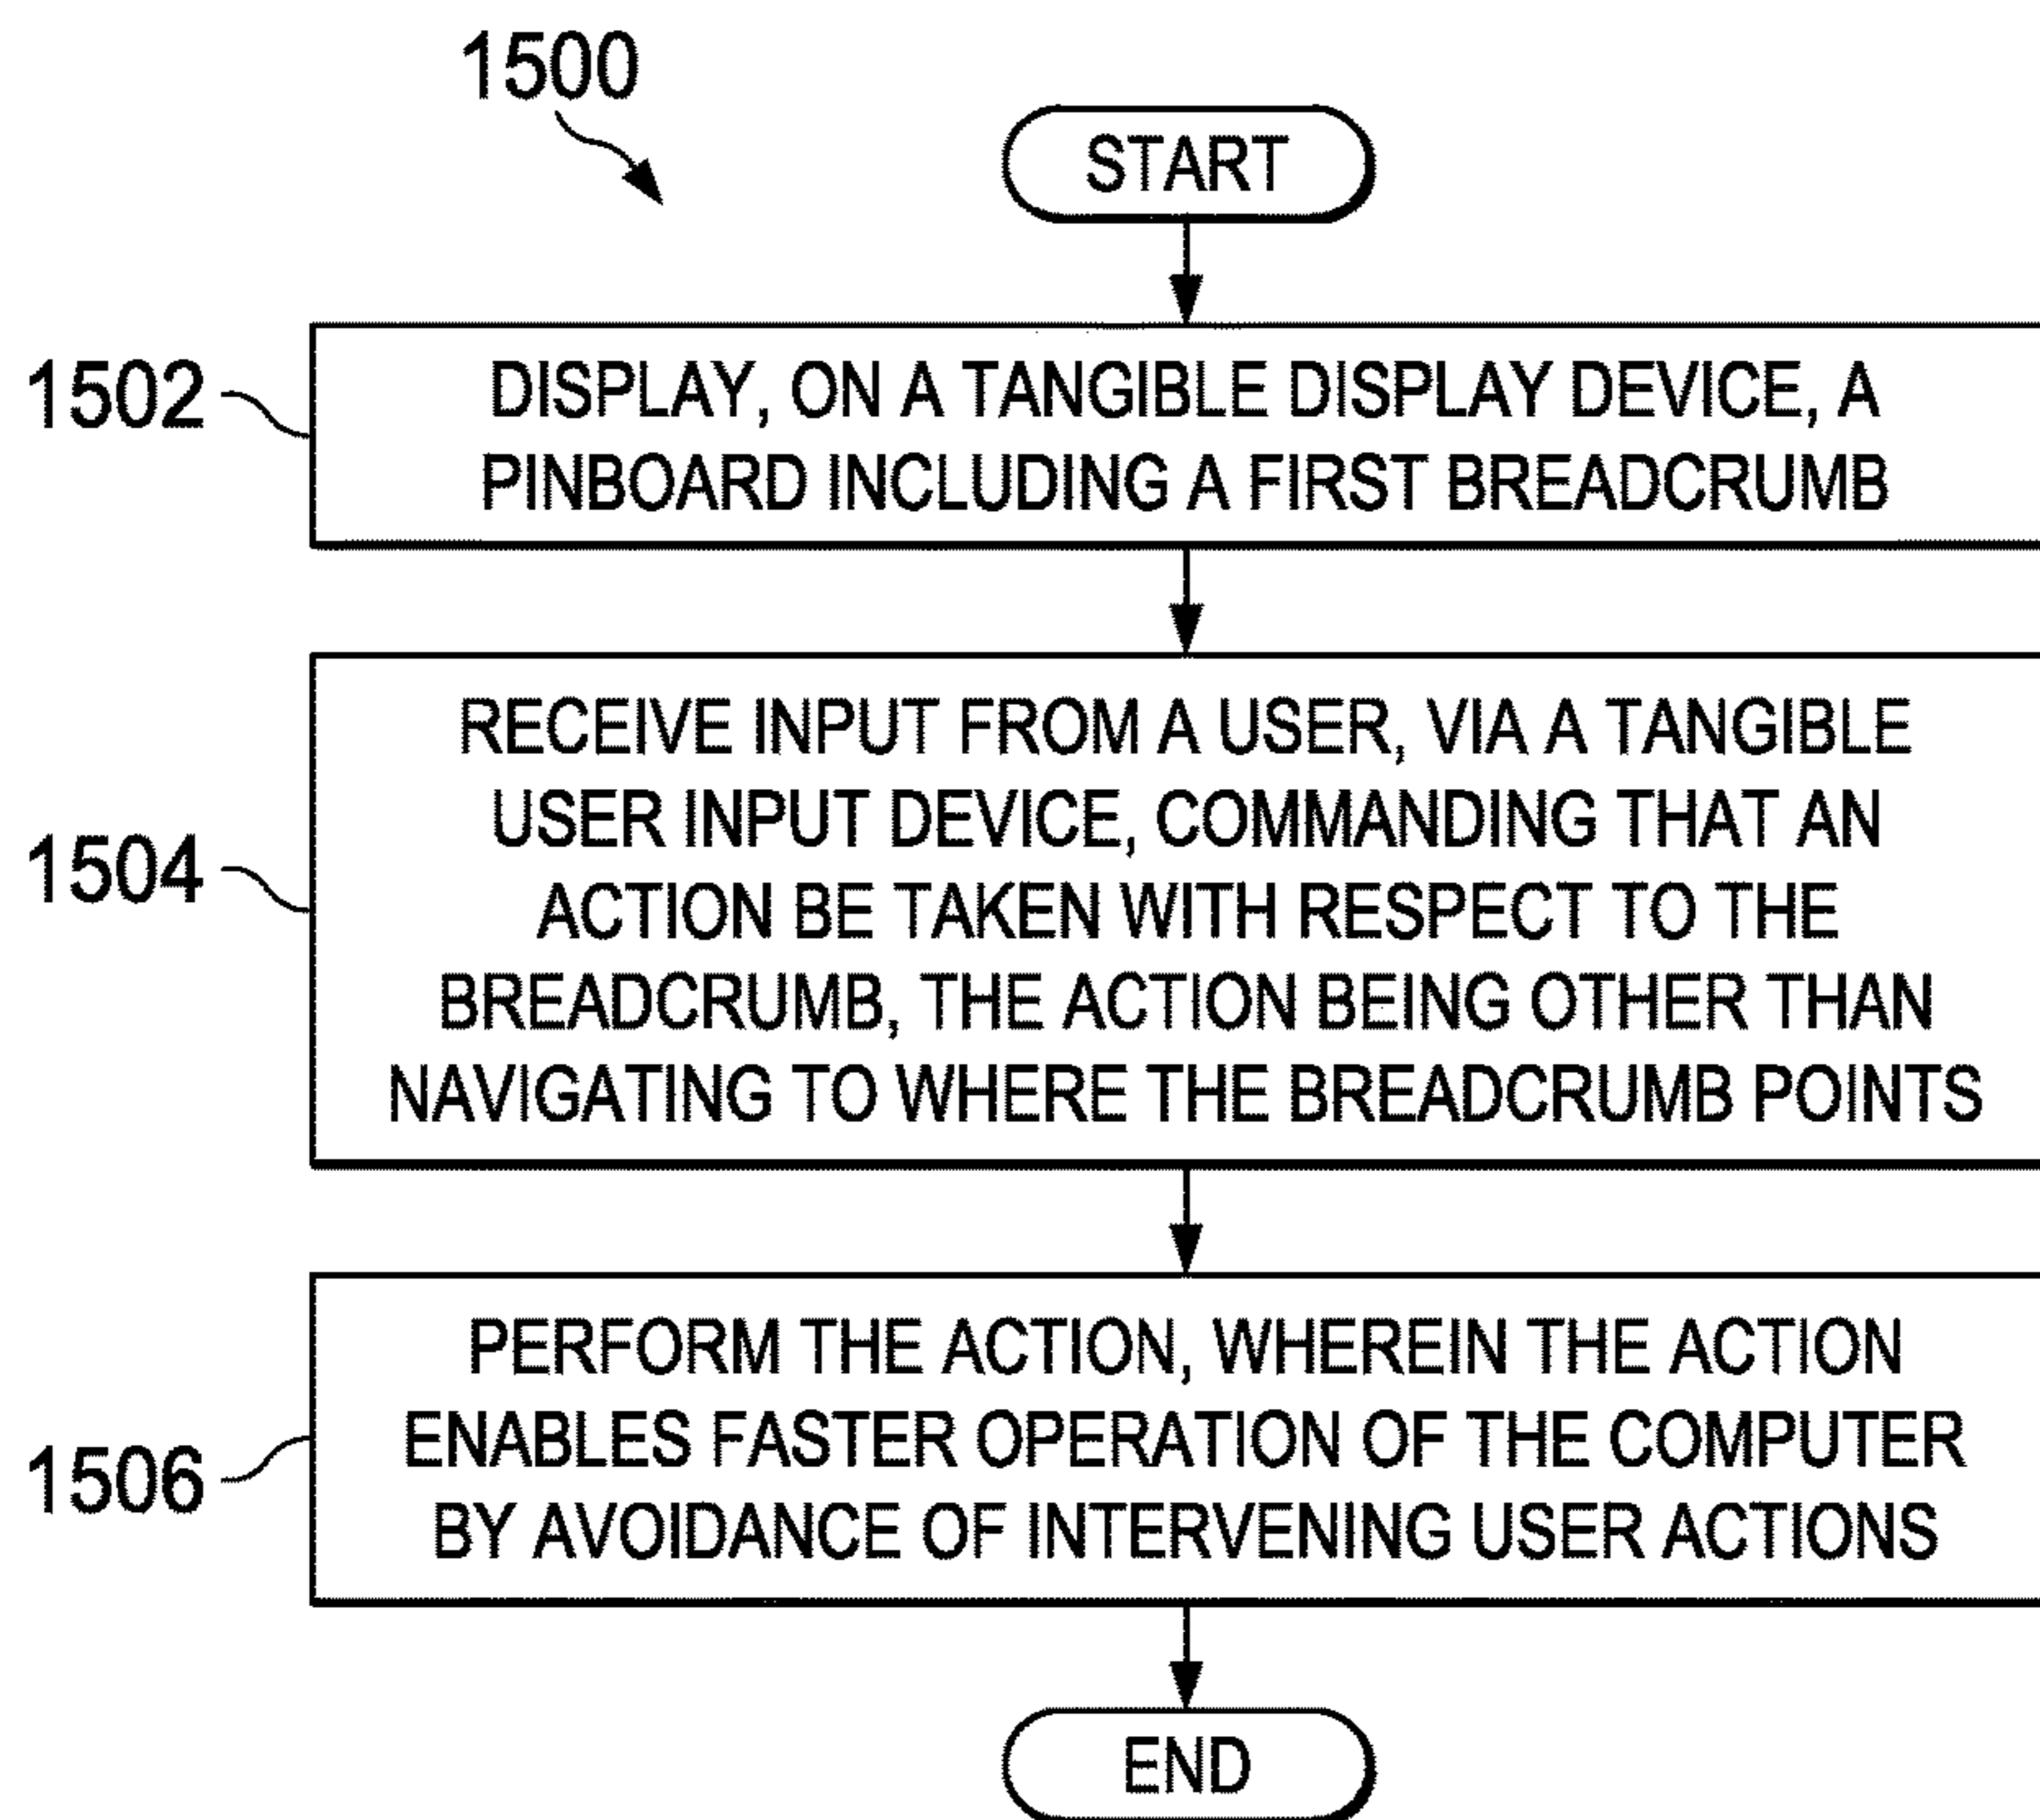 1500
START
1502
DISPLAY, ON A TANGIBLE DISPLAY DEVICE, A
PINBOARD INCLUDING A FIRST BREADCRUMB
1504
RECEIVE INPUT FROM A USER, VIA A TANGIBLE
USER INPUT DEVICE, COMMANDING THAT AN
ACTION BE TAKEN WITH RESPECT TO THE
BREADCRUMB, THE ACTION BEING OTHER THAN
NAVIGATING TO WHERE THE BREADCRUMB POINTS
1506
PERFORM THE ACTION, WHEREIN THE ACTION
ENABLES FASTER OPERATION OF THE COMPUTER
BY AVOIDANCE OF INTERVENING USER ACTIONS
END